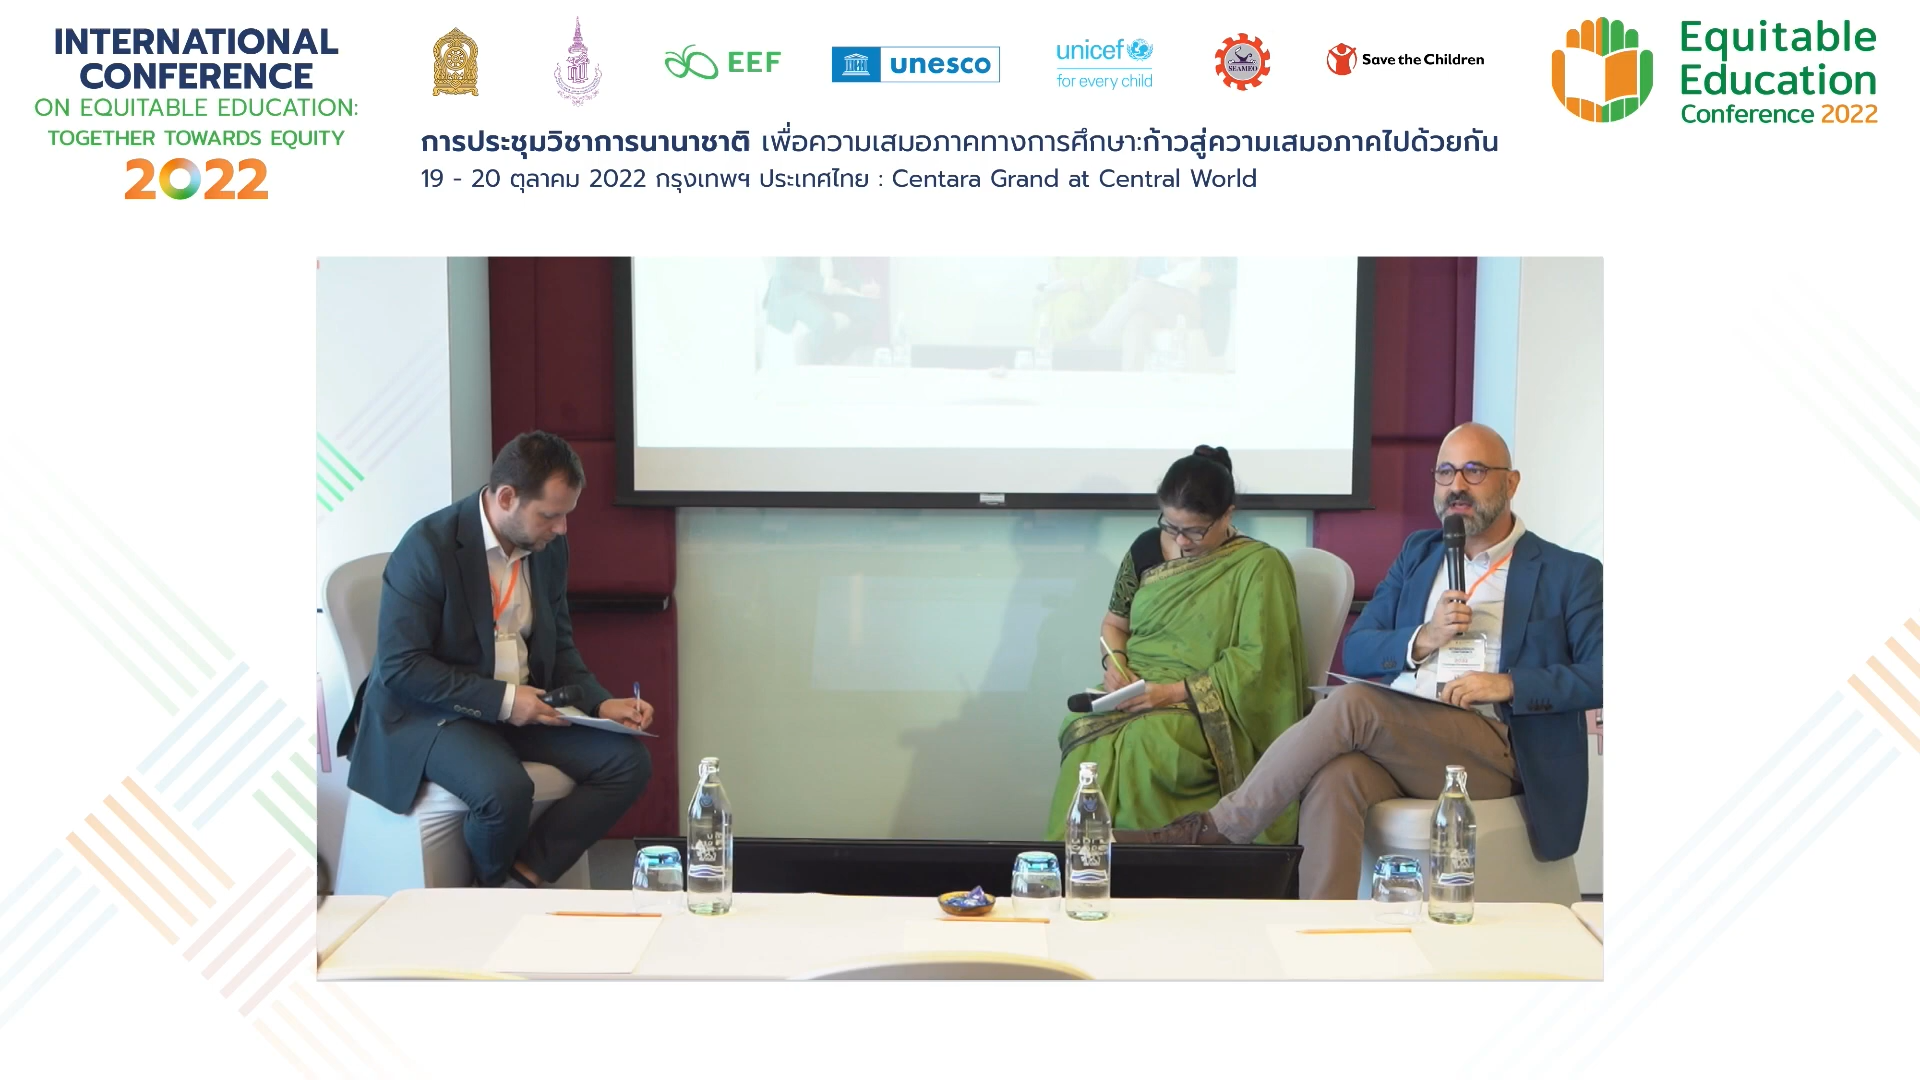 INTERNATIONAL
CONFERENCE
ON EQUITABLE EDUCATION:
TOGETHER TOWARDS EQUITY
2022
EEF
unesco
unicef
for every child
SEAMEO
Save the Children
Equitable
Education
Conference 2022
การประชุมวิชาการนานาชาติ เพื่อความเสมอภาคทางการศึกษา:ก้าวสู่ความเสมอภาคไปด้วยกัน
19 - 20 ตุลาคม 2022 กรุงเทพฯ ประเทศไทย : Centara Grand at Central World